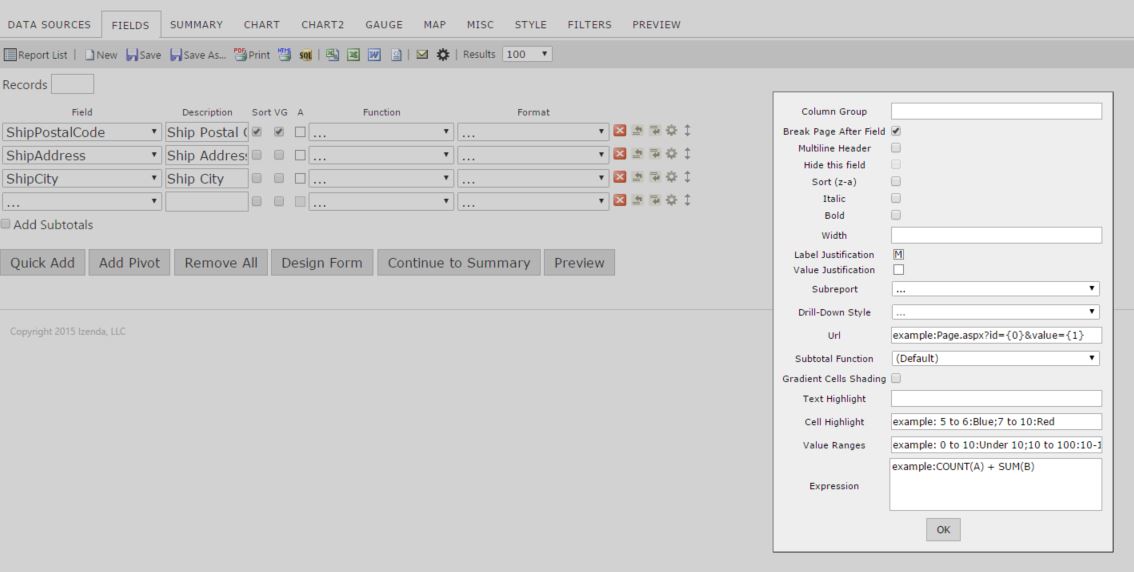 DATA SOURCES FIELDS SUMMARY CHART CHART2 GAUGE MAP MISC STYLE FILTERS PREVIEW
Report List New Save Save As... PDF Print HTML SQL Results 100
Records
Field Description Sort VG A Function Format
ShipPostalCode Ship Postal C ... ...
ShipAddress Ship Address ... ...
ShipCity Ship City ... ...
... ... ...
Add Subtotals
Quick Add Add Pivot Remove All Design Form Continue to Summary Preview
Copyright 2015 Izenda, LLC
Column Group
Break Page After Field
Multiline Header
Hide this field
Sort (z-a)
Italic
Bold
Width
Label Justification M
Value Justification
Subreport ...
Drill-Down Style ...
Url example:Page.aspx?id={0}&value={1}
Subtotal Function (Default)
Gradient Cells Shading
Text Highlight
Cell Highlight example: 5 to 6:Blue;7 to 10:Red
Value Ranges example: 0 to 10:Under 10;10 to 100:10-1
Expression example:COUNT(A) + SUM(B)
OK